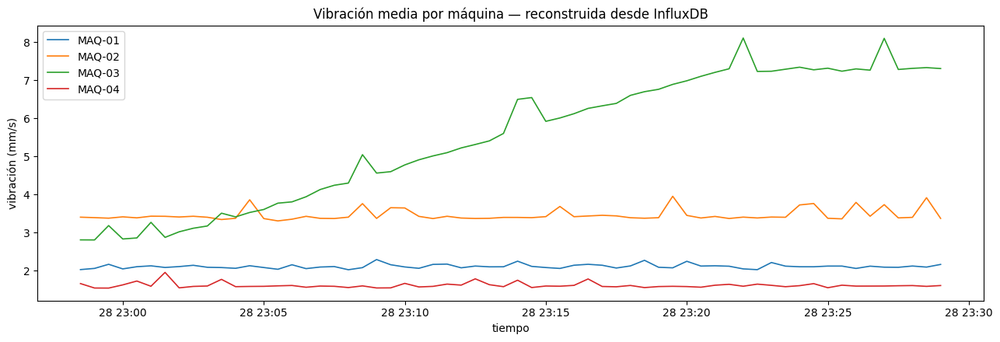 Vibración media por máquina — reconstruida desde InfluxDB
MAQ-01
MAQ-02
MAQ-03
MAQ-04
vibración (mm/s)
8
7
6
5
4
3
2
28 23:00 28 23:05 28 23:10 28 23:15 28 23:20 28 23:25 28 23:30
tiempo